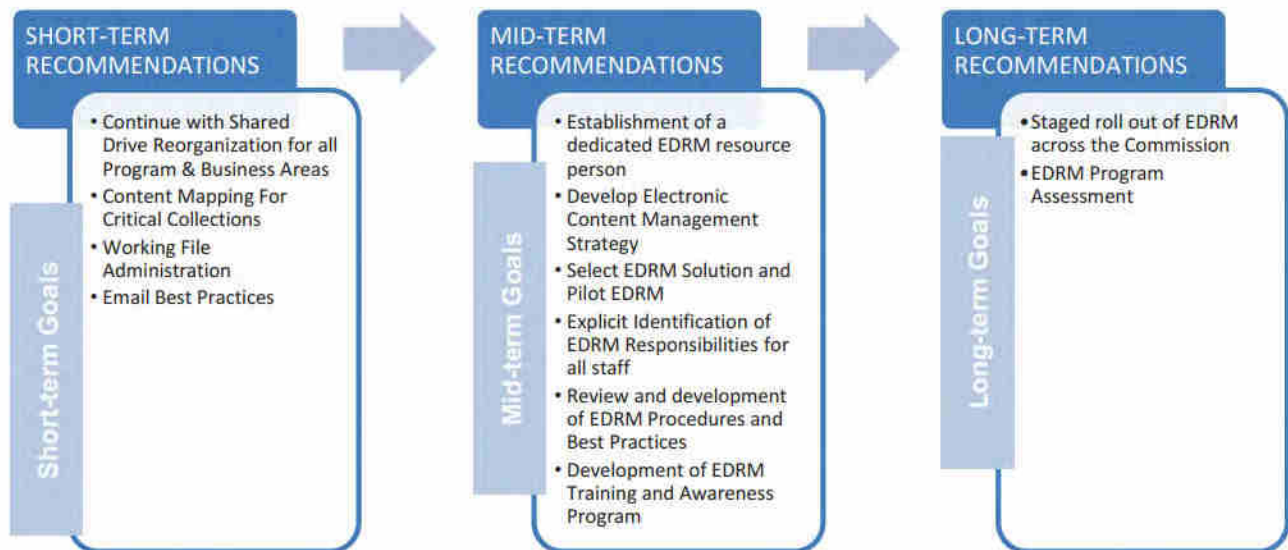 SHORT-TERM
RECOMMENDATIONS
• Continue with Shared
Drive Reorganization for all
Program & Business Areas
• Content Mapping For
Critical Collections
• Working File
Administration
• Email Best Practices
Short-term Goals
MID-TERM
RECOMMENDATIONS
• Establishment of a
dedicated EDRM resource
person
• Develop Electronic
Content Management
Strategy
• Select EDRM Solution and
Pilot EDRM
• Explicit Identification of
EDRM Responsibilities for
all staff
• Review and development
of EDRM Procedures and
Best Practices
• Development of EDRM
Training and Awareness
Program
Mid-term Goals
LONG-TERM
RECOMMENDATIONS
•Staged roll out of EDRM
across the Commission
•EDRM Program
Assessment
Long-term Goals